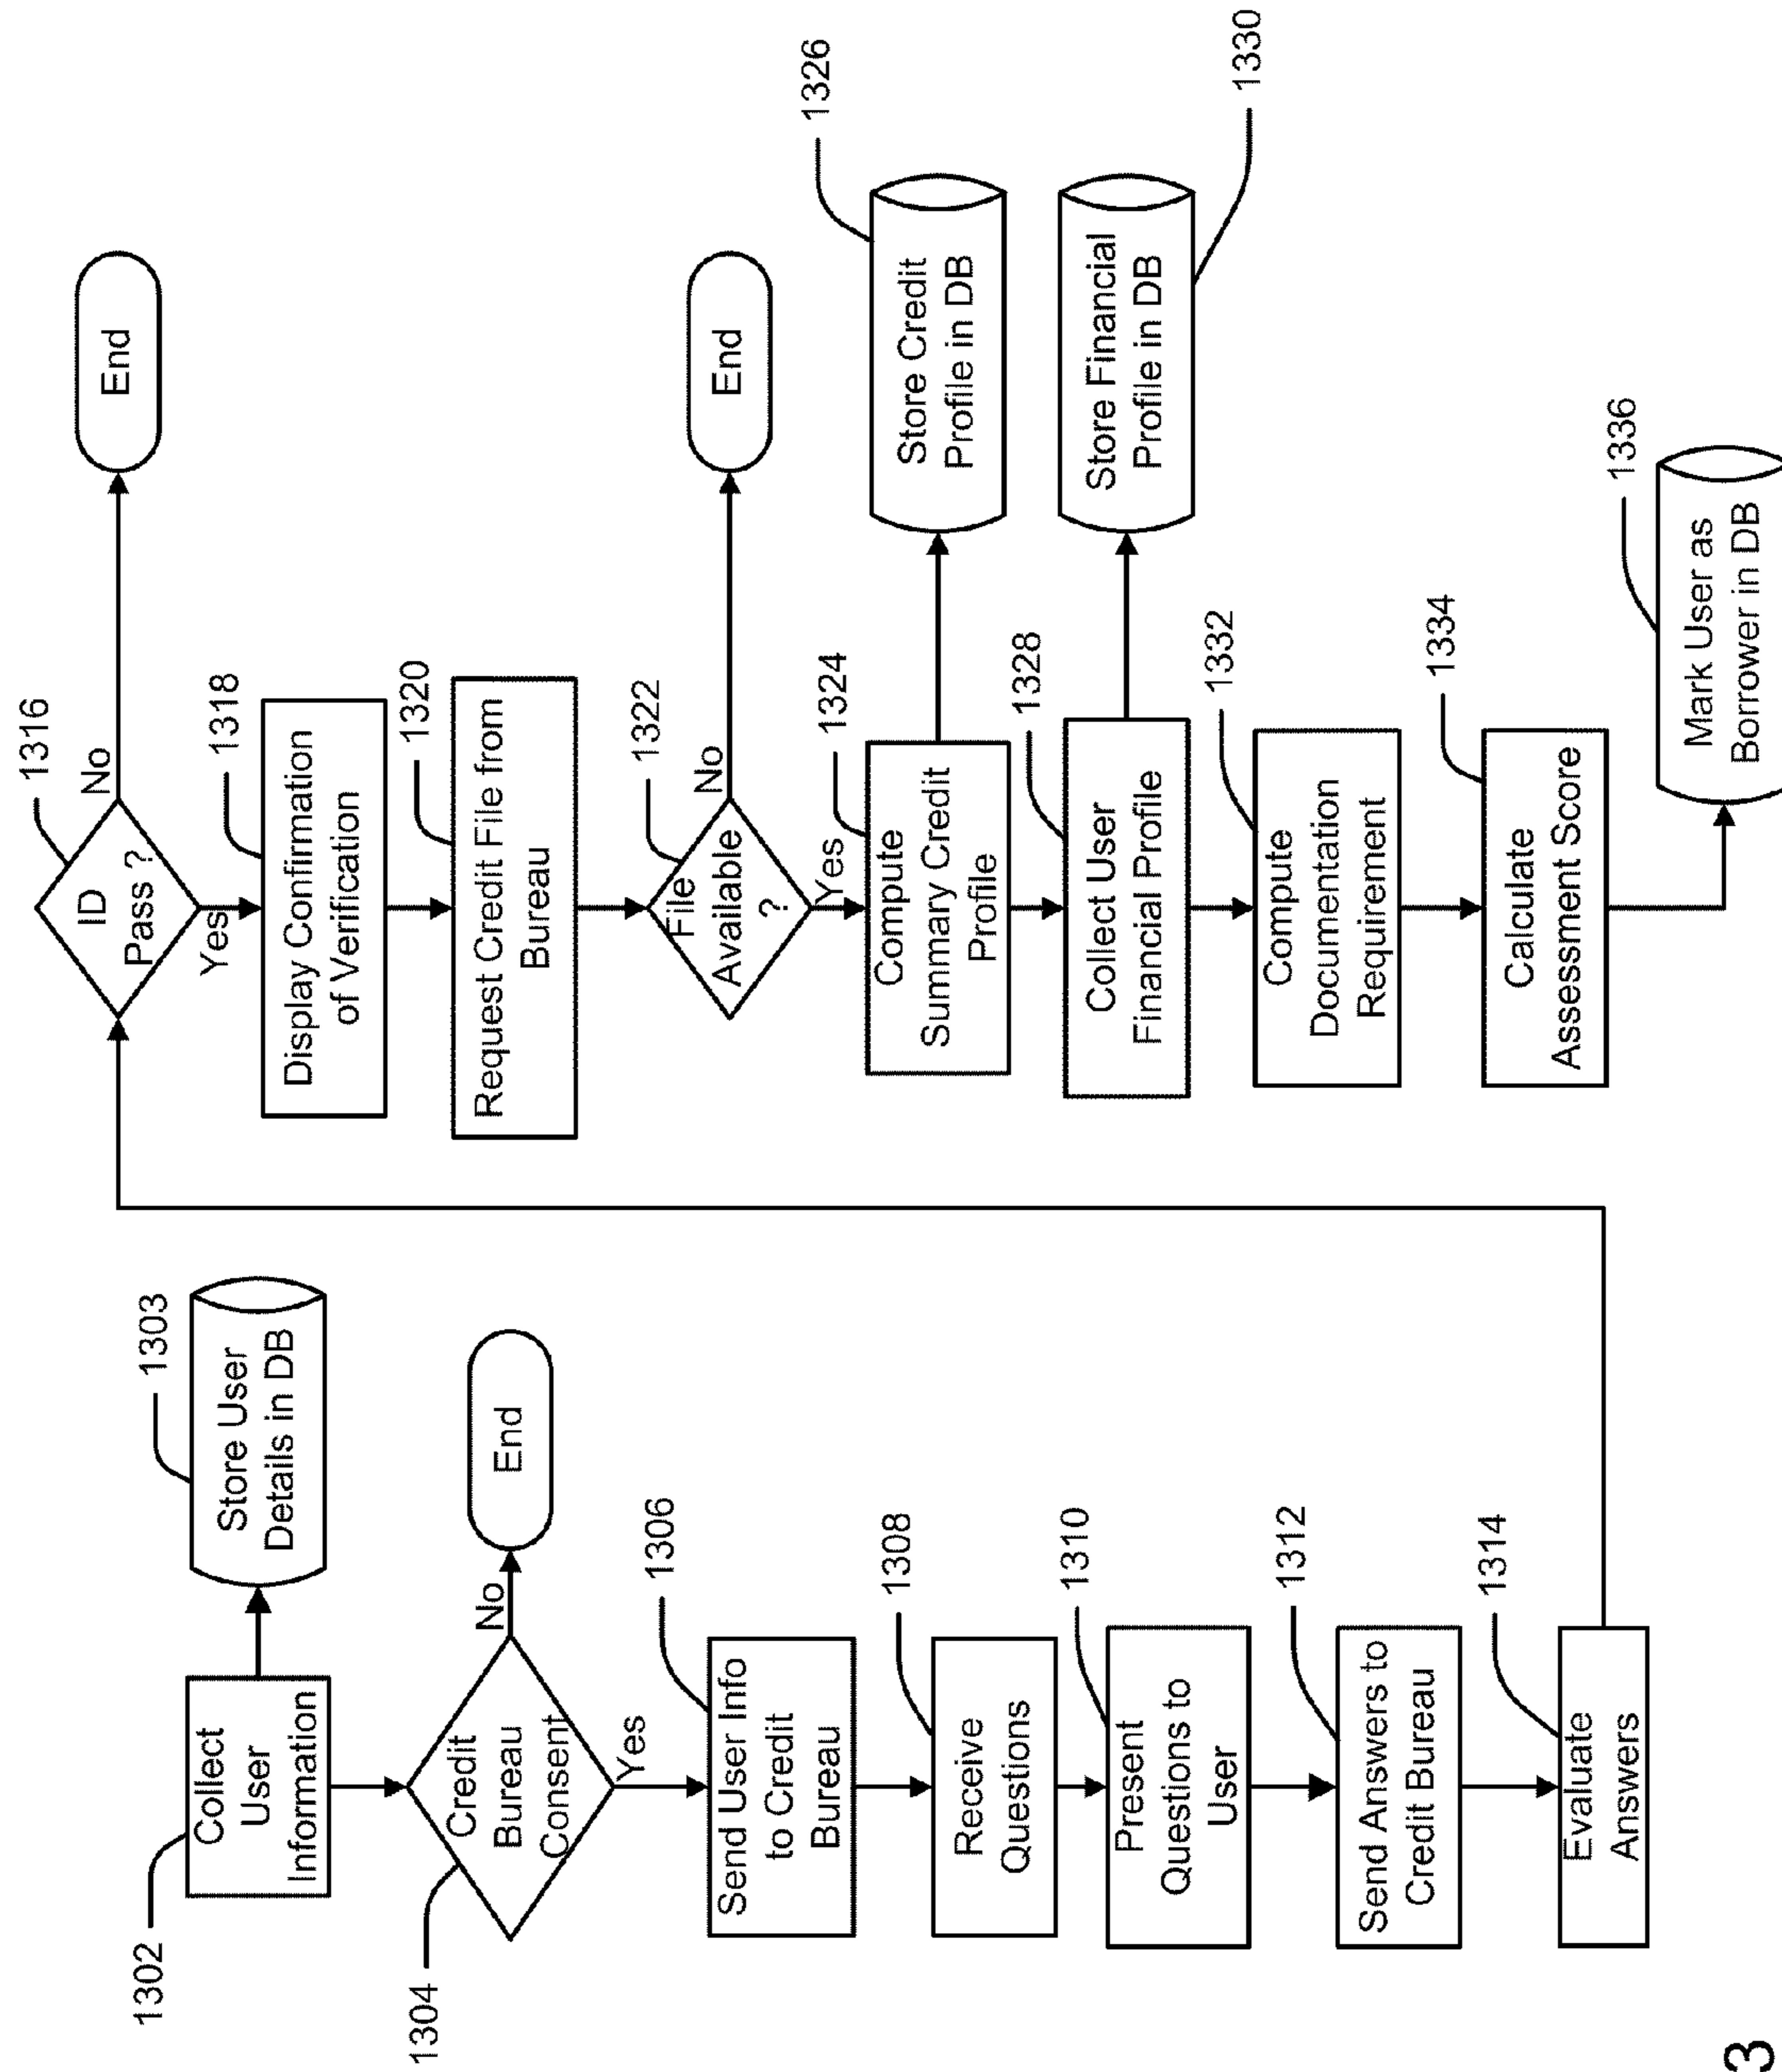 1302
Collect
User
Information
1303
Store User
Details in DB
1304
Credit
Bureau
Consent
No
End
Yes
1306
Send User Info
to Credit
Bureau
1308
Receive
Questions
1310
Present
Questions to
User
1312
Send Answers to
Credit Bureau
1314
Evaluate
Answers
1316
ID
Pass ?
No
End
Yes
1318
Display Confirmation
of Verification
1320
Request Credit File from
Bureau
1322
File
Available
?
No
End
Yes
1324
Compute
Summary Credit
Profile
1326
Store Credit
Profile in DB
1328
Collect User
Financial Profile
1330
Store Financial
Profile in DB
1332
Compute
Documentation
Requirement
1334
Calculate
Assessment Score
1336
Mark User as
Borrower in DB
3